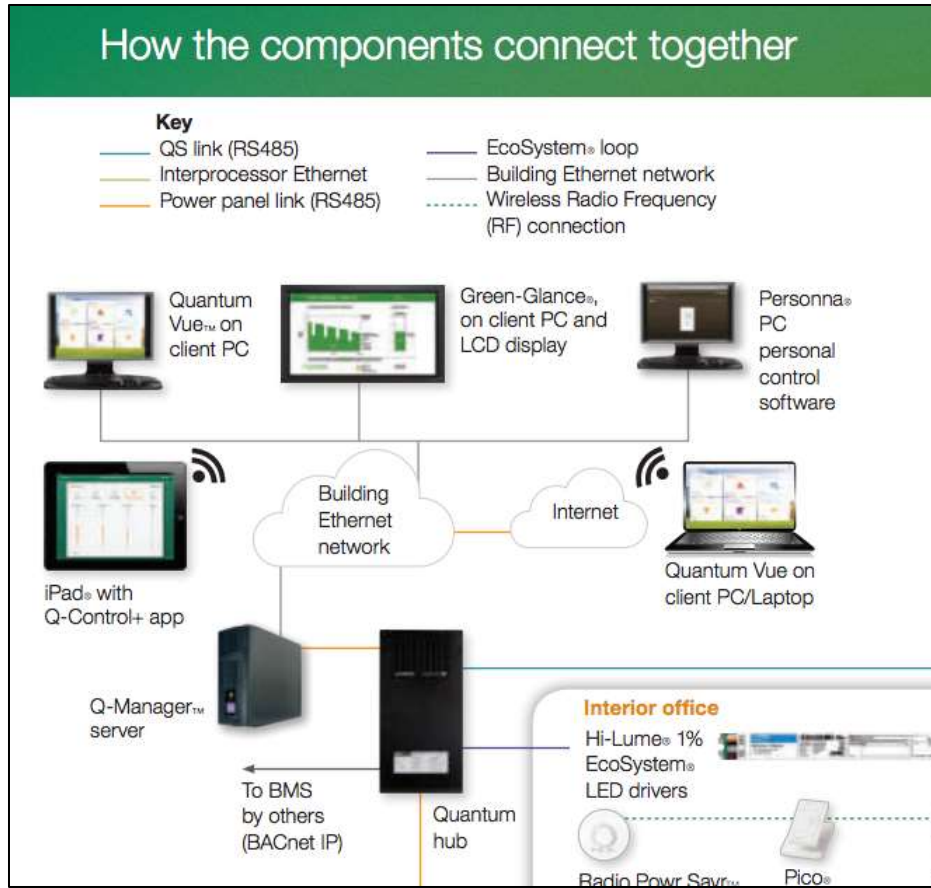 How the components connect together
Key
QS link (RS485)
Interprocessor Ethernet
Power panel link (RS485)
EcoSystem® loop
Building Ethernet network
Wireless Radio Frequency
(RF) connection
Quantum
Vue™ on
client PC
Green-Glance®,
on client PC and
LCD display
Personna®
PC
personal
control
software
Building
Ethernet
network
Internet
iPad® with
Q-Control+ app
Quantum Vue on
client PC/Laptop
Q-Manager™
server
To BMS
by others
(BACnet IP)
Quantum
hub
Interior office
Hi-Lume® 1%
EcoSystem®
LED drivers
Radio Powr Savr™
Pico®